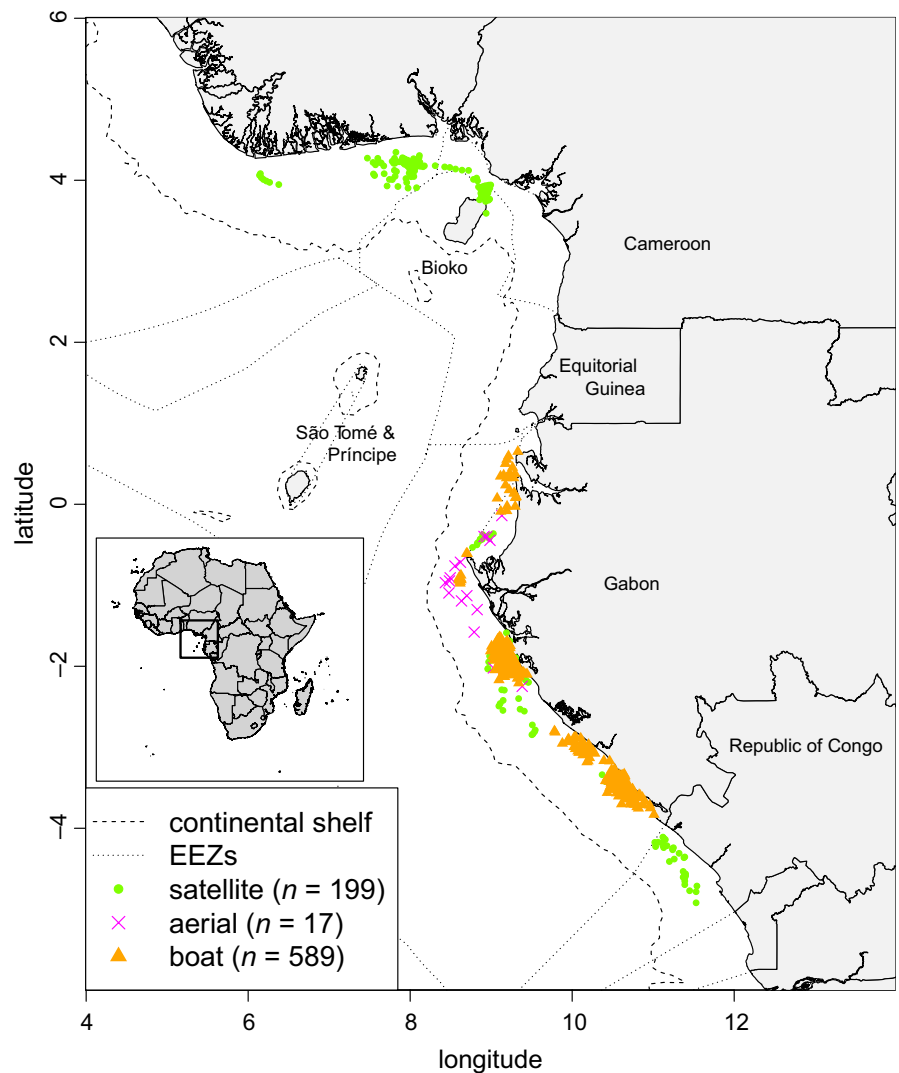 6
4
2
0
−2
−4
latitude
Cameroon
Bioko
Equitorial
Guinea
São Tomé &
Príncipe
Gabon
Republic of Congo
continental shelf
EEZs
satellite (n = 199)
aerial (n = 17)
boat (n = 589)
4
6
8
10
12
longitude